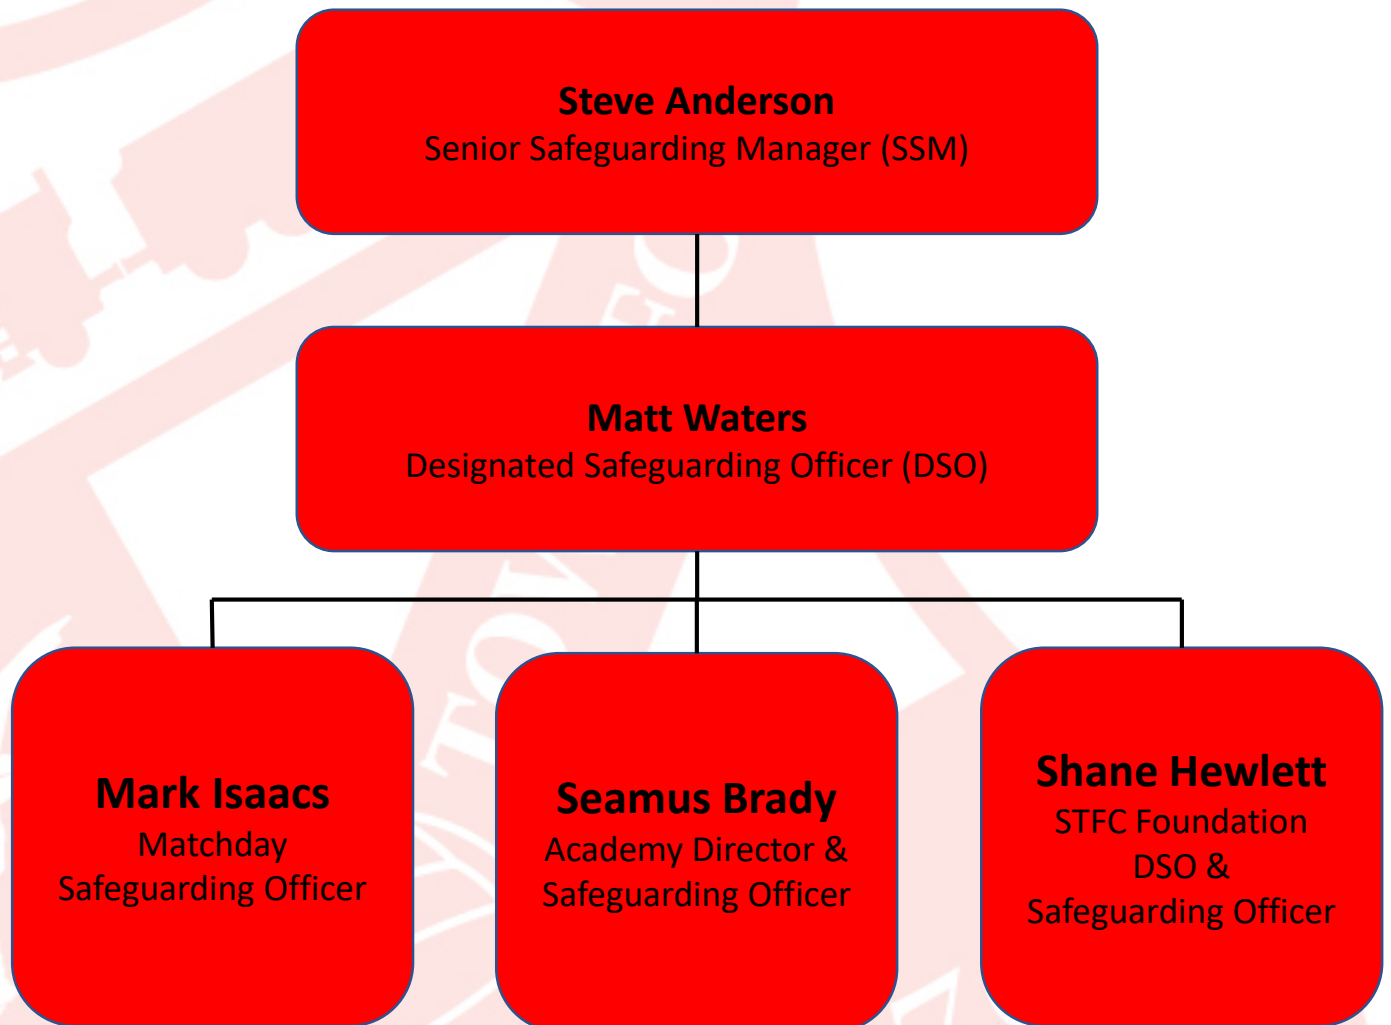 Steve Anderson
Senior Safeguarding Manager (SSM)
Matt Waters
Designated Safeguarding Officer (DSO)
Mark Isaacs
Matchday
Safeguarding Officer
Seamus Brady
Academy Director &
Safeguarding Officer
Shane Hewlett
STFC Foundation
DSO &
Safeguarding Officer